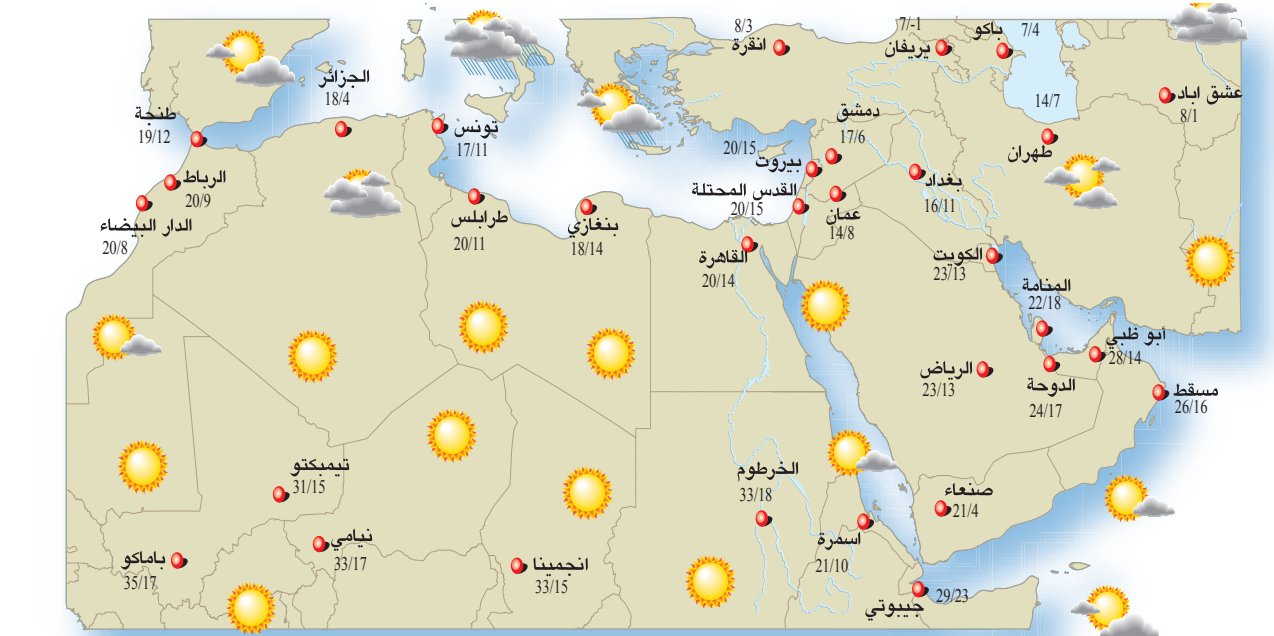 8/3
انقرة
7/-1
يريفان
باكو
7/4
عشق اباد
8/1
14/7
طهران
الجزائر
18/4
طنجة
19/12
تونس
17/11
دمشق
17/6
20/15
بيروت
بغداد
16/11
الرباط
20/9
الدار البيضاء
20/8
طرابلس
20/11
بنغازي
18/14
القدس المحتلة
20/15
عمان
14/8
القاهرة
20/14
الكويت
23/13
المنامة
22/18
أبو ظبي
28/14
الرياض
23/13
الدوحة
24/17
مسقط
26/16
تيمبكتو
31/15
الخرطوم
33/18
صنعاء
21/4
اسمرة
21/10
نيامي
33/17
باماكو
35/17
انجمينا
33/15
جيبوتي
29/23